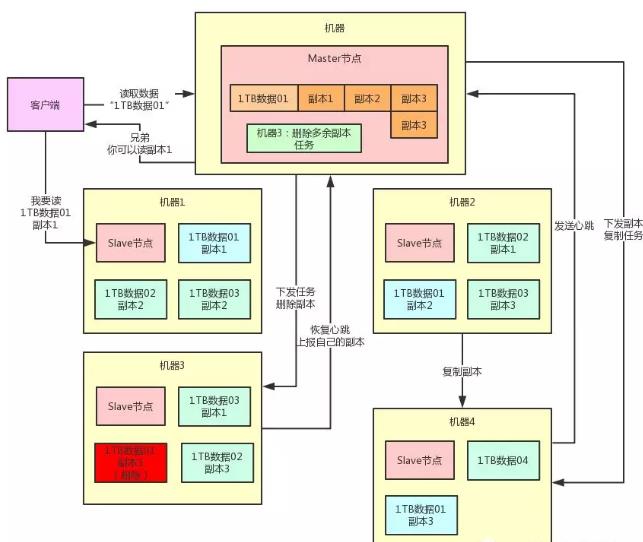 机器
Master节点
1TB数据01
副本1
副本2
副本3
副本3
机器3：删除多余副本
任务
客户端
读取数据
“1TB数据01”
兄弟
你可以读副本1
我要读
1TB数据01
副本1
机器1
Slave节点
1TB数据01
副本1
1TB数据02
副本2
1TB数据03
副本2
机器2
Slave节点
1TB数据02
副本1
1TB数据01
副本2
1TB数据03
副本3
发送心跳
下发副本
复制任务
下发任务
删除副本
恢复心跳
上报自己的副本
复制副本
机器3
Slave节点
1TB数据03
副本1
1TB数据01
副本3
（删除）
1TB数据02
副本3
机器4
Slave节点
1TB数据04
1TB数据01
副本3